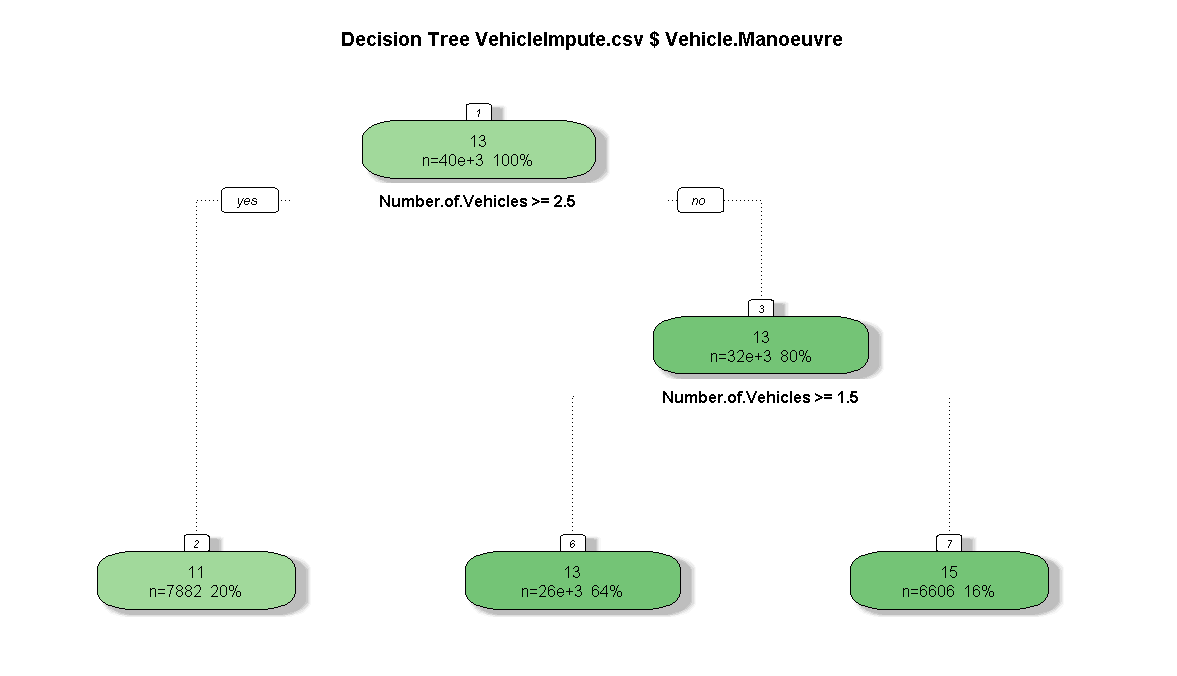 Decision Tree VehicleImpute.csv $ Vehicle.Manoeuvre
1
13
n=40e+3 100%
yes
Number.of.Vehicles >= 2.5
no
3
13
n=32e+3 80%
Number.of.Vehicles >= 1.5
2
11
n=7882 20%
6
13
n=26e+3 64%
7
15
n=6606 16%